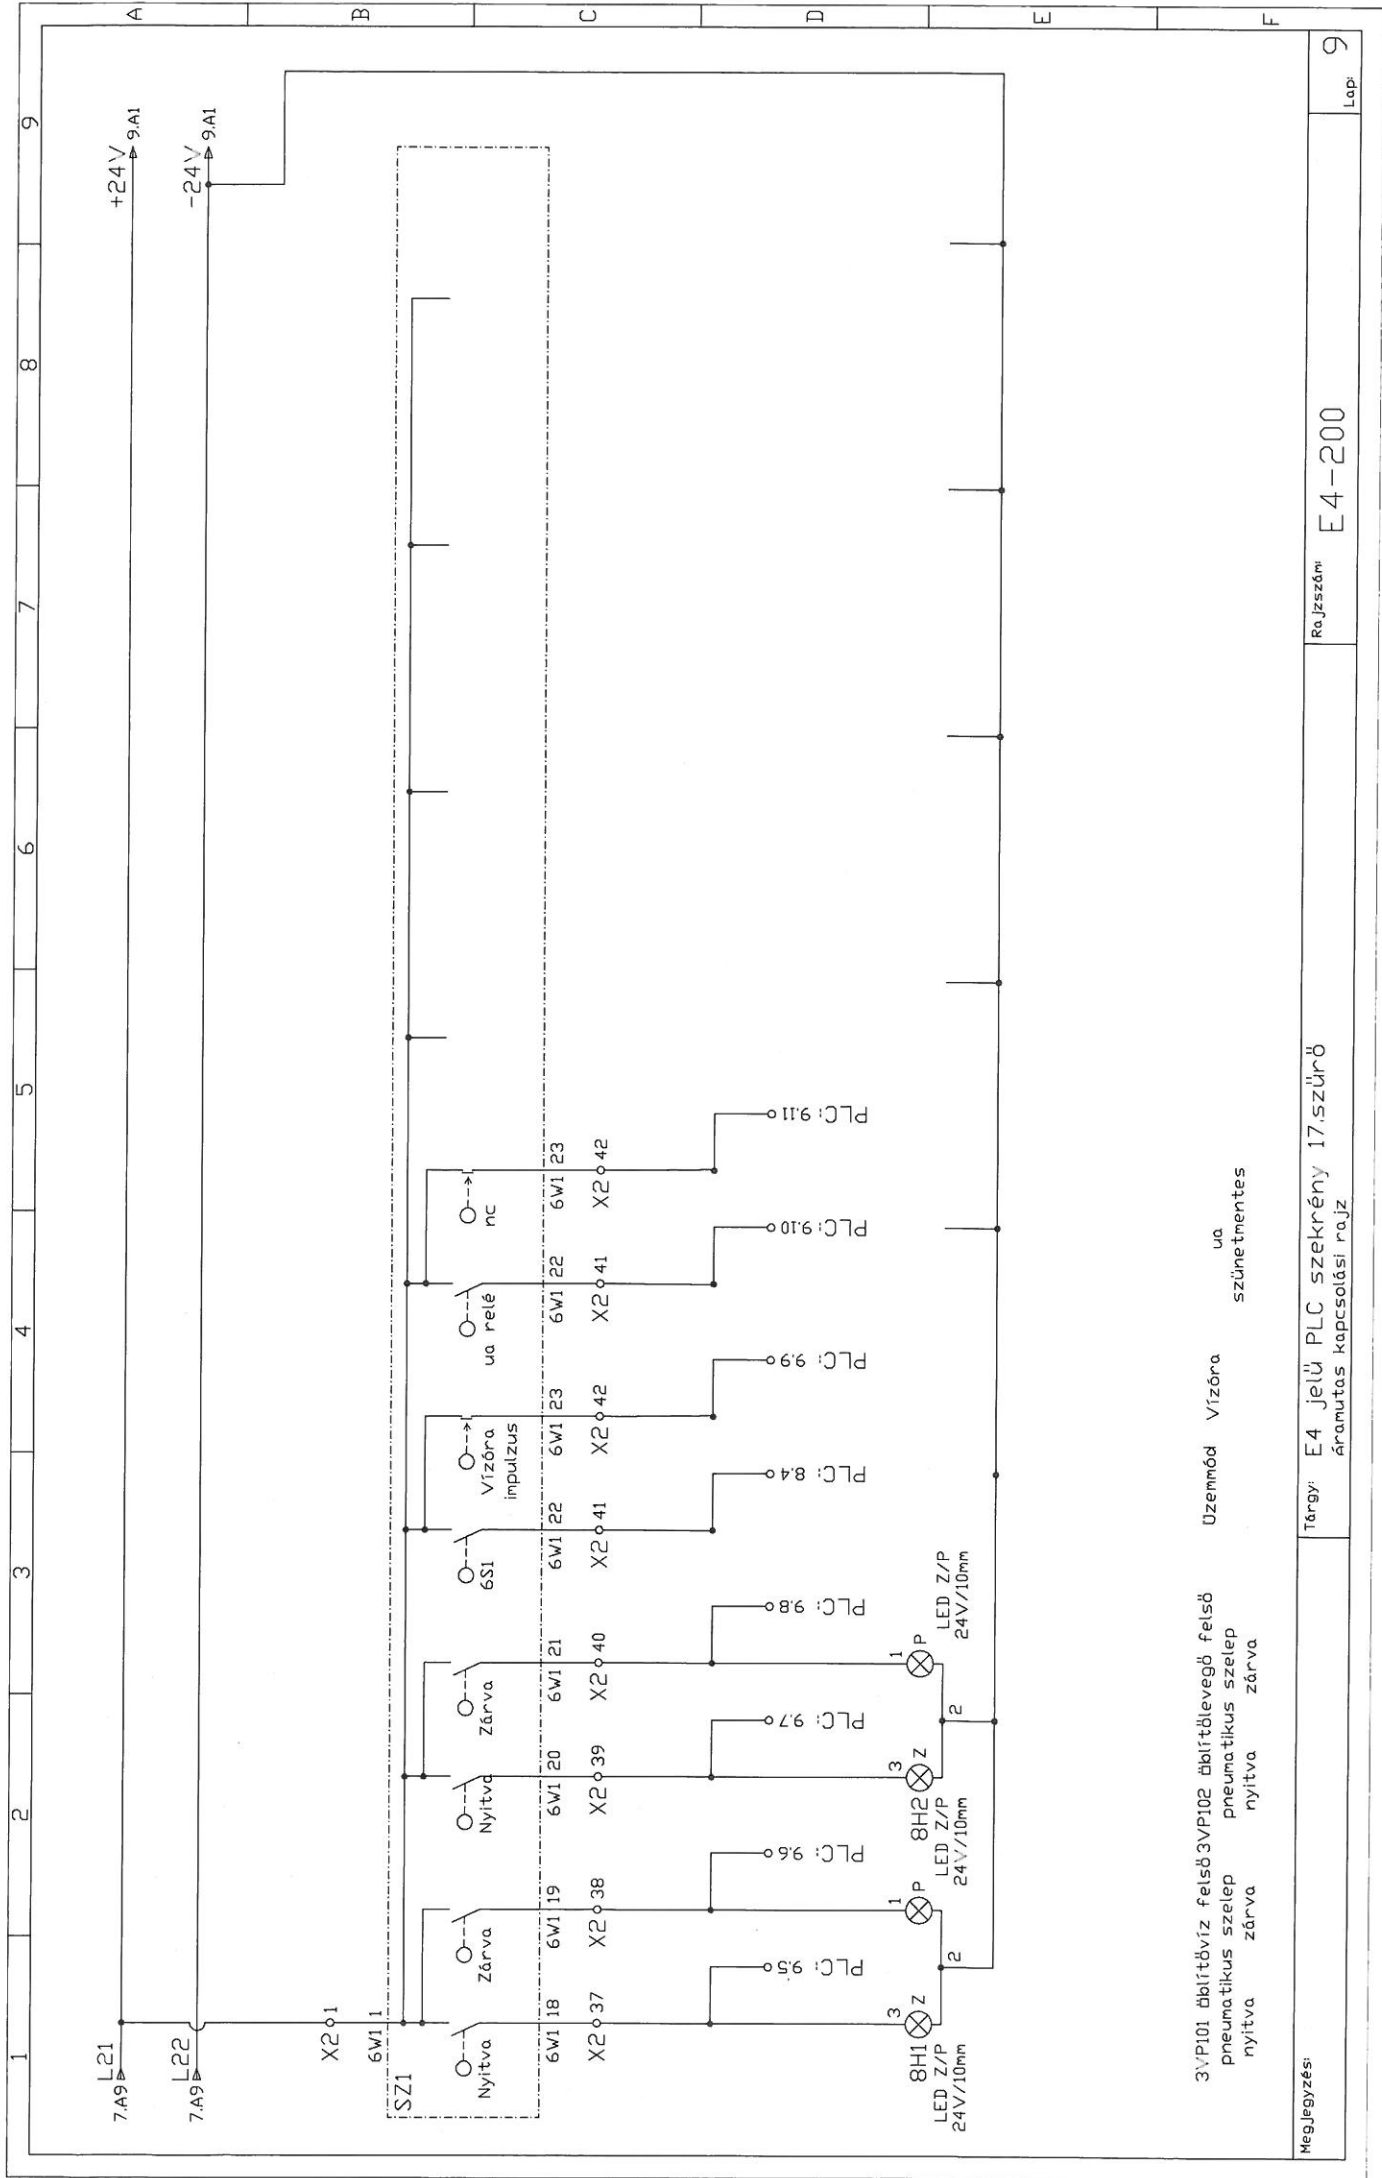 1 2 3 4 5 6 7 8 9
A
B
C
D
E
F
7.A9 L21
+24V 9.A1
7.A9 L22
-24V 9.A1
X2 1
6W1 1
SZ1
Nyitva
Zárva
Nyitva
Zárva
6S1
Vízóra
impulzus
ua relé
nc
6W1 18
6W1 19
6W1 20
6W1 21
6W1 22
6W1 23
6W1 22
6W1 23
X2 37
X2 38
X2 39
X2 40
X2 41
X2 42
X2 41
X2 42
PLC: 9.5
PLC: 9.6
PLC: 9.7
PLC: 9.8
PLC: 8.4
PLC: 9.9
PLC: 9.10
PLC: 9.11
8H1 3 Z
LED Z/P
24V/10mm
1 P
2
8H2 3 Z
LED Z/P
24V/10mm
1 P
LED Z/P
24V/10mm
2
3VP101 öblítővíz felső
pneumatikus szelep
nyitva zárva
3VP102 öblítőlevegő felső
pneumatikus szelep
nyitva zárva
Üzemmód
Vízóra
ua
szünetmentes
Megjegyzés:
Tárgy: E4 jelű PLC szekrény 17.szűrő
Áramutas kapcsolási rajz
Rajzszám: E4-200
Lap: 9